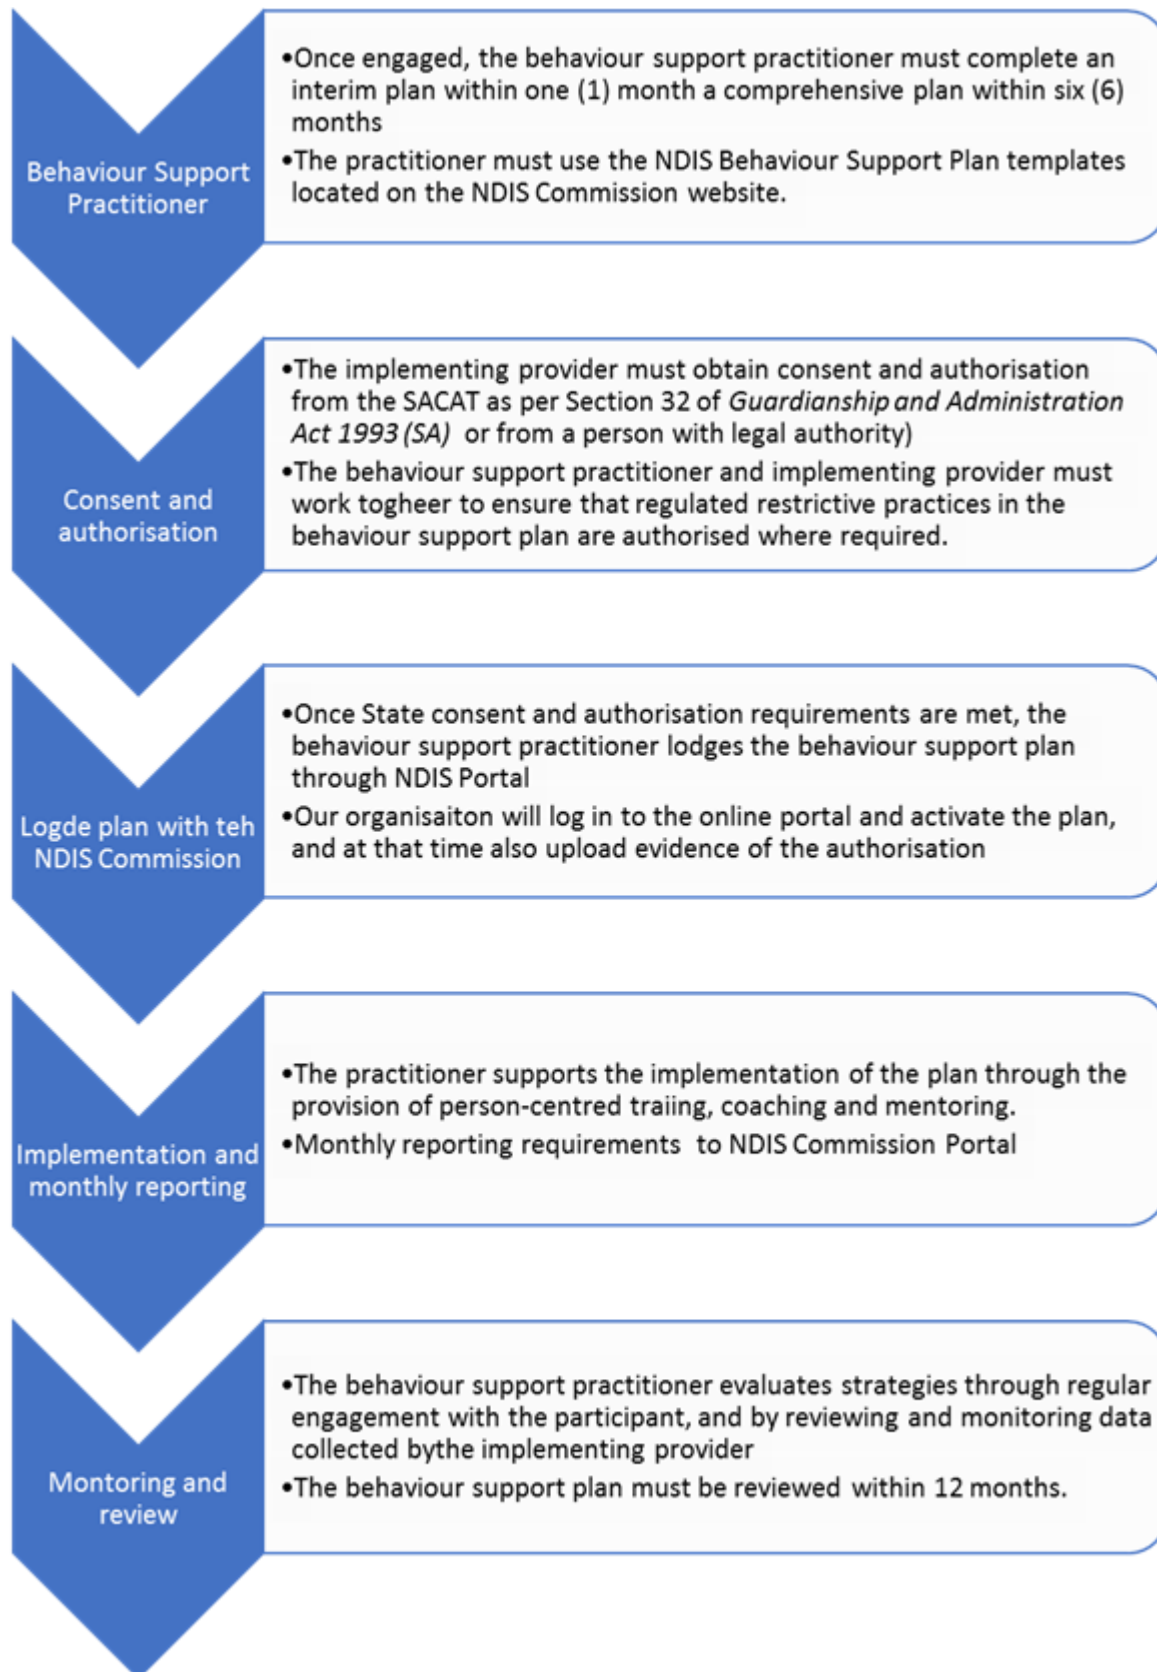 Behaviour Support
Practitioner
•Once engaged, the behaviour support practitioner must complete an
interim plan within one (1) month a comprehensive plan within six (6)
months
•The practitioner must use the NDIS Behaviour Support Plan templates
located on the NDIS Commission website.
Consent and
authorisation
•The implementing provider must obtain consent and authorisation
from the SACAT as per Section 32 of Guardianship and Administration
Act 1993 (SA) or from a person with legal authority)
•The behaviour support practitioner and implementing provider must
work togheer to ensure that regulated restrictive practices in the
behaviour support plan are authorised where required.
Logde plan with teh
NDIS Commission
•Once State consent and authorisation requirements are met, the
behaviour support practitioner lodges the behaviour support plan
through NDIS Portal
•Our organisaiton will log in to the online portal and activate the plan,
and at that time also upload evidence of the authorisation
Implementation and
monthly reporting
•The practitioner supports the implementation of the plan through the
provision of person-centred traiing, coaching and mentoring.
•Monthly reporting requirements to NDIS Commission Portal
Montoring and
review
•The behaviour support practitioner evaluates strategies through regular
engagement with the participant, and by reviewing and monitoring data
collected bythe implementing provider
•The behaviour support plan must be reviewed within 12 months.